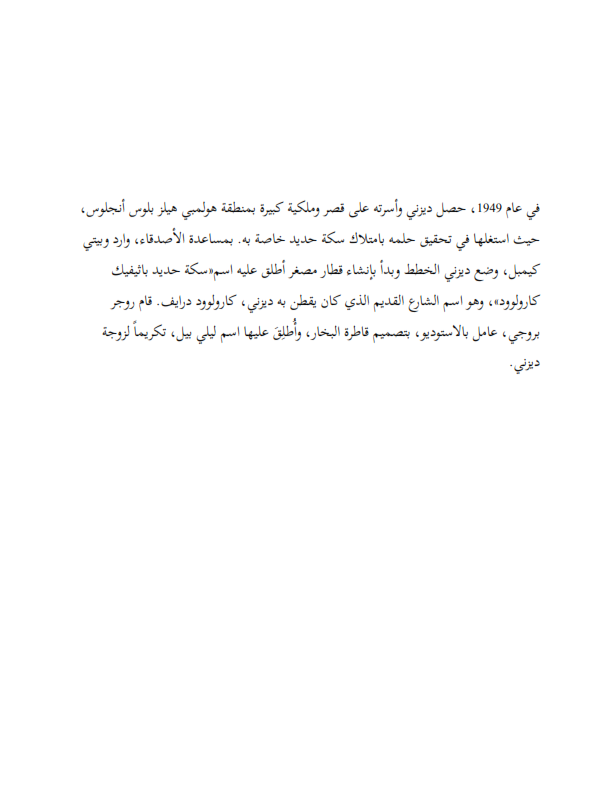 في عام 1949، حصل ديزني وأسرته على قصر وملكية كبيرة بمنطقة هولمبي هيلز بلوس أنجلوس،
حيث استغلها في تحقيق حلمه بامتلاك سكة حديد خاصة به. بمساعدة الأصدقاء، وارد وبيتي
كيمبل، وضع ديزني الخطط وبدأ بإنشاء قطار مصغر أطلق عليه اسم«سكة حديد باثيفيك
كارولوود»، وهو اسم الشارع القديم الذي كان يقطن به ديزني، كارولوود درايف. قام روجر
بروجي، عامل بالاستوديو، بتصميم قاطرة البخار، وأُطلِقَ عليها اسم ليلي بيل، تكريماً لزوجة
ديزني.